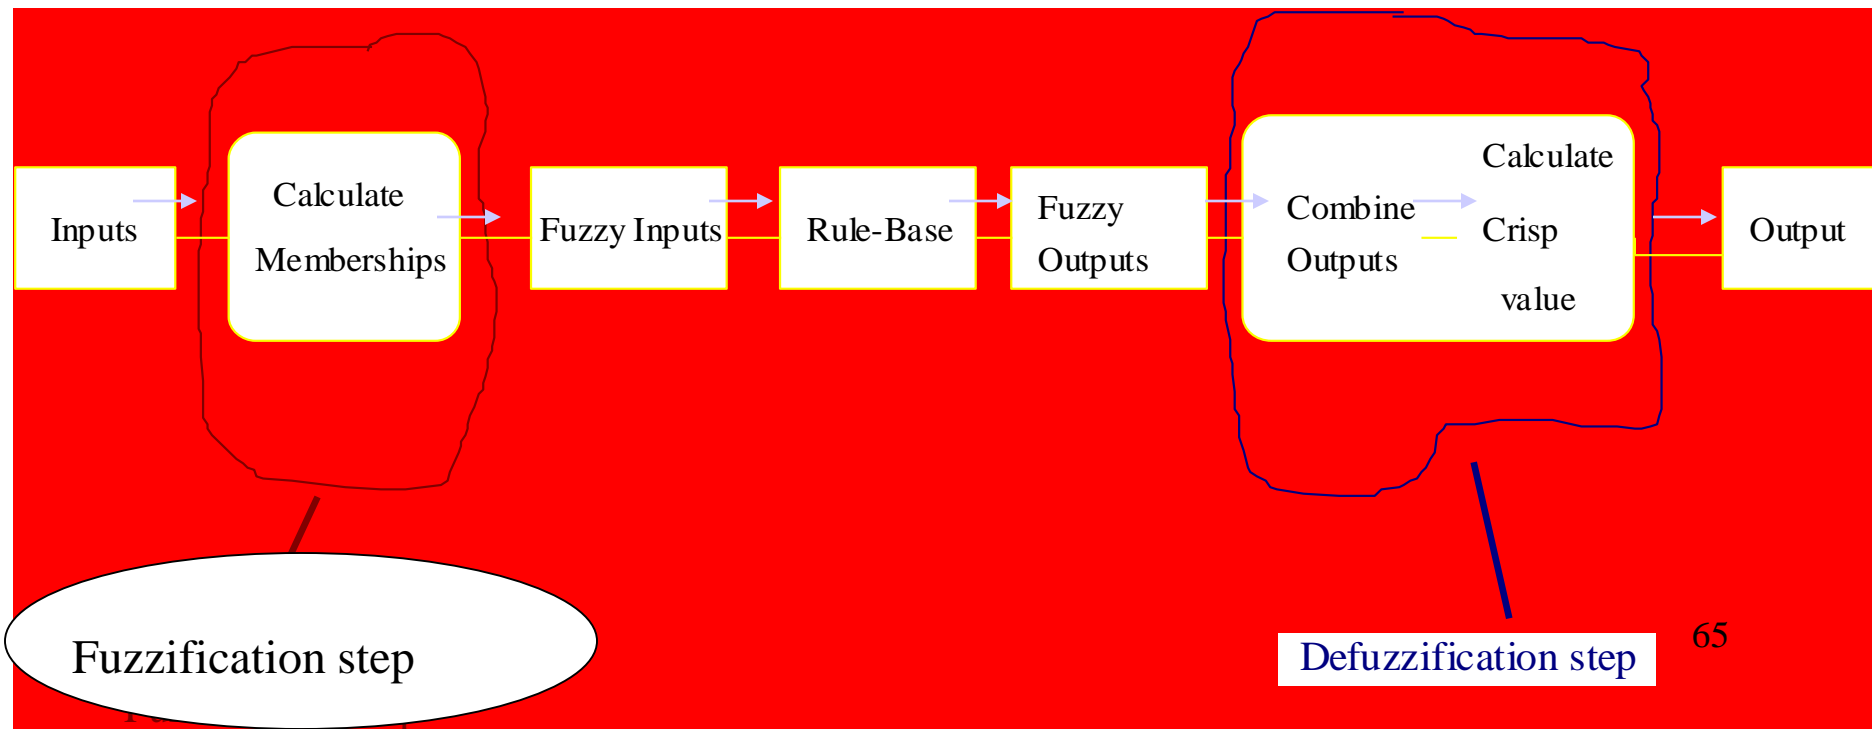 Inputs
Calculate
Memberships
Fuzzy Inputs
Rule-Base
Fuzzy
Outputs
Combine
Outputs
Calculate
Crisp
value
Output
Fuzzification step
Defuzzification step
65